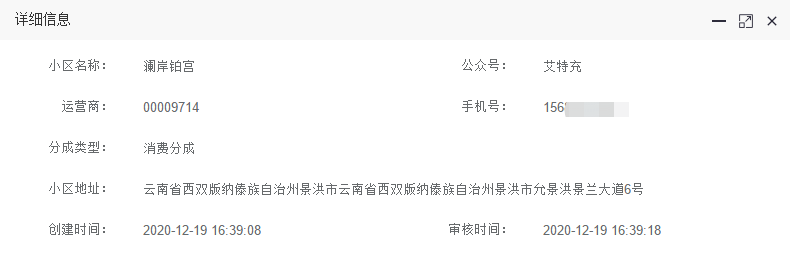 详细信息
小区名称： 澜岸铂宫 公众号： 艾特充
运营商： 00009714 手机号： 156
分成类型： 消费分成
小区地址： 云南省西双版纳傣族自治州景洪市云南省西双版纳傣族自治州景洪市允景洪景兰大道6号
创建时间： 2020-12-19 16:39:08 审核时间： 2020-12-19 16:39:18